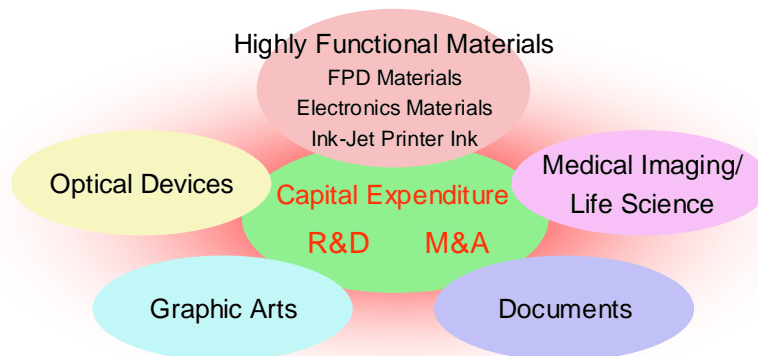 Highly Functional Materials
FPD Materials
Electronics Materials
Ink-Jet Printer Ink
Optical Devices
Medical Imaging/
Life Science
Capital Expenditure
R&D M&A
Graphic Arts
Documents